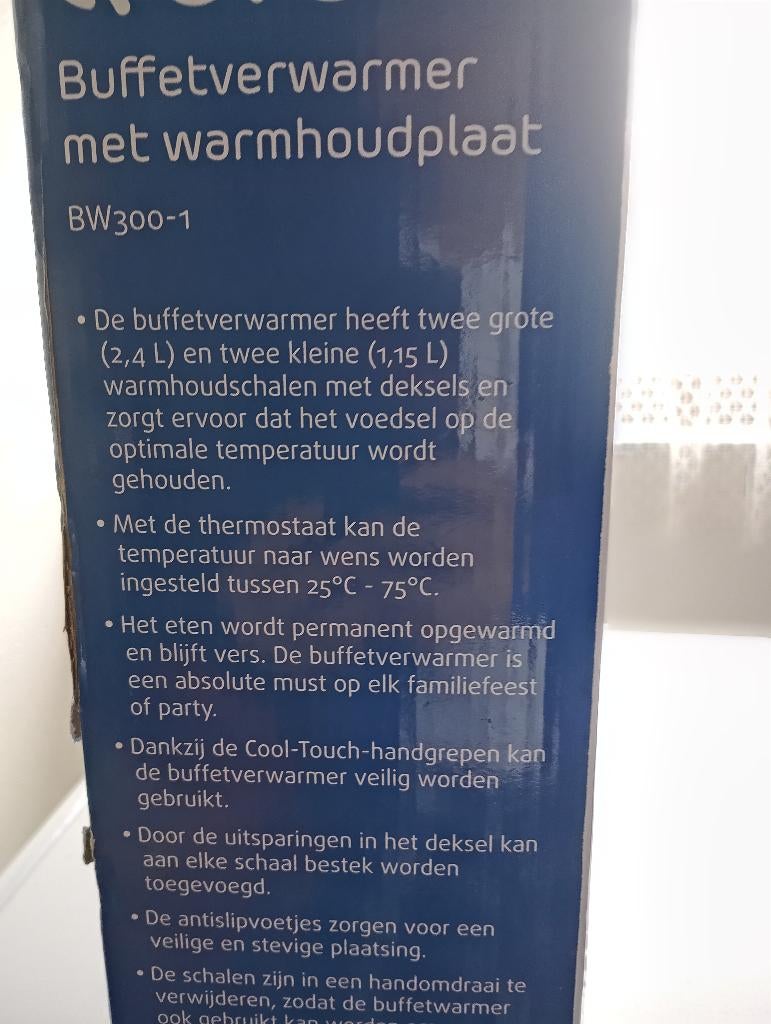 Buffetverwarmer
met warmhoudplaat
BW300-1
• De buffetverwarmer heeft twee grote
(2,4 L) en twee kleine (1,15 L)
warmhoudschalen met deksels en
zorgt ervoor dat het voedsel op de
optimale temperatuur wordt
gehouden.
• Met de thermostaat kan de
temperatuur naar wens worden
ingesteld tussen 25°C - 75°C.
• Het eten wordt permanent opgewarmd
en blijft vers. De buffetverwarmer is
een absolute must op elk familiefeest
of party.
• Dankzij de Cool-Touch-handgrepen kan
de buffetverwarmer veilig worden
gebruikt.
• Door de uitsparingen in het deksel kan
aan elke schaal bestek worden
toegevoegd.
• De antislipvoetjes zorgen voor een
veilige en stevige plaatsing.
• De schalen zijn in een handomdraai te
verwijderen, zodat de buffetwarmer
ook gebruikt kan worden